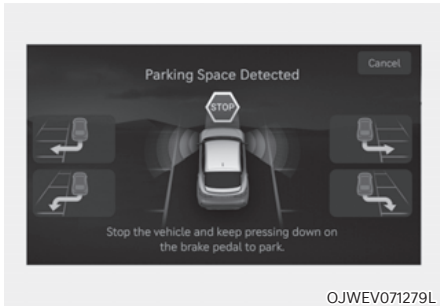 Cancel
Parking Space Detected
STOP
Stop the vehicle and keep pressing down on
the brake pedal to park.
OJWEV071279L